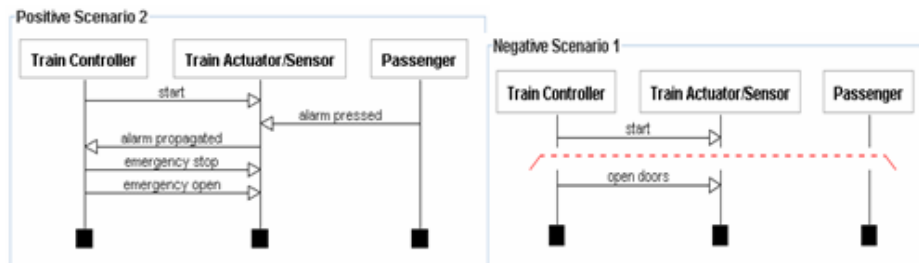 Positive Scenario 2
Train Controller Train Actuator/Sensor Passenger
start
alarm pressed
alarm propagated
emergency stop
emergency open
Negative Scenario 1
Train Controller Train Actuator/Sensor Passenger
start
open doors